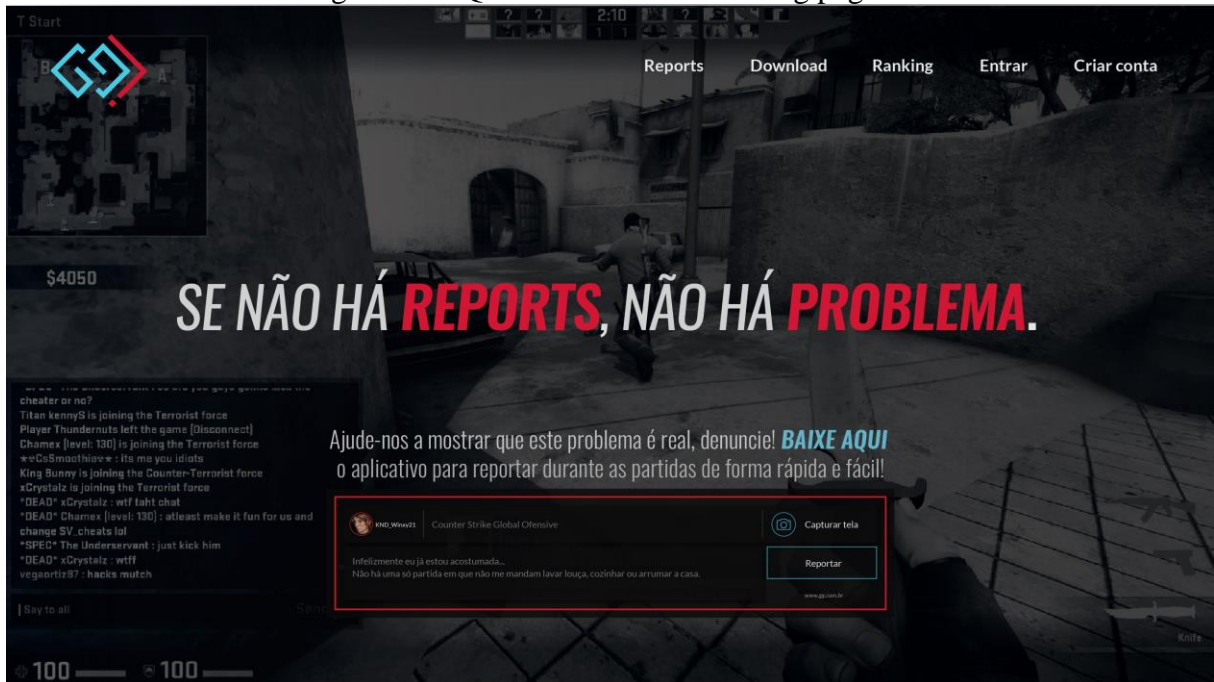 T Start
? ? 2:10 ?
1 1
B
A
Reports Download Ranking Entrar Criar conta
$4050
SE NÃO HÁ REPORTS, NÃO HÁ PROBLEMA.
cheater or no?
Titan kennyS is joining the Terrorist force
Player Thundernuts left the game (Disconnect)
Chamex (level: 130) is joining the Terrorist force
: its me you idiots
King Bunny is joining the Counter-Terrorist force
xCrystalz is joining the Terrorist force
*DEAD* xCrystalz : wtf taht chat
*DEAD* Chamex (level: 130) : atleast make it fun for us and
change SV_cheats lol
*SPEC* The Underservant : just kick him
*DEAD* xCrystalz : wtff
vegaortiz87 : hacks mutch
Say to all
Ajude-nos a mostrar que este problema é real, denuncie! BAIXE AQUI
o aplicativo para reportar durante as partidas de forma rápida e fácil!
KND_Winxy21 Counter Strike Global Ofensive Capturar tela
Infelizmente eu já estou acostumada...
Não há uma só partida em que não me mandam lavar louça, cozinhar ou arrumar a casa.
Reportar
www.gg.com.br
Knife
100 100